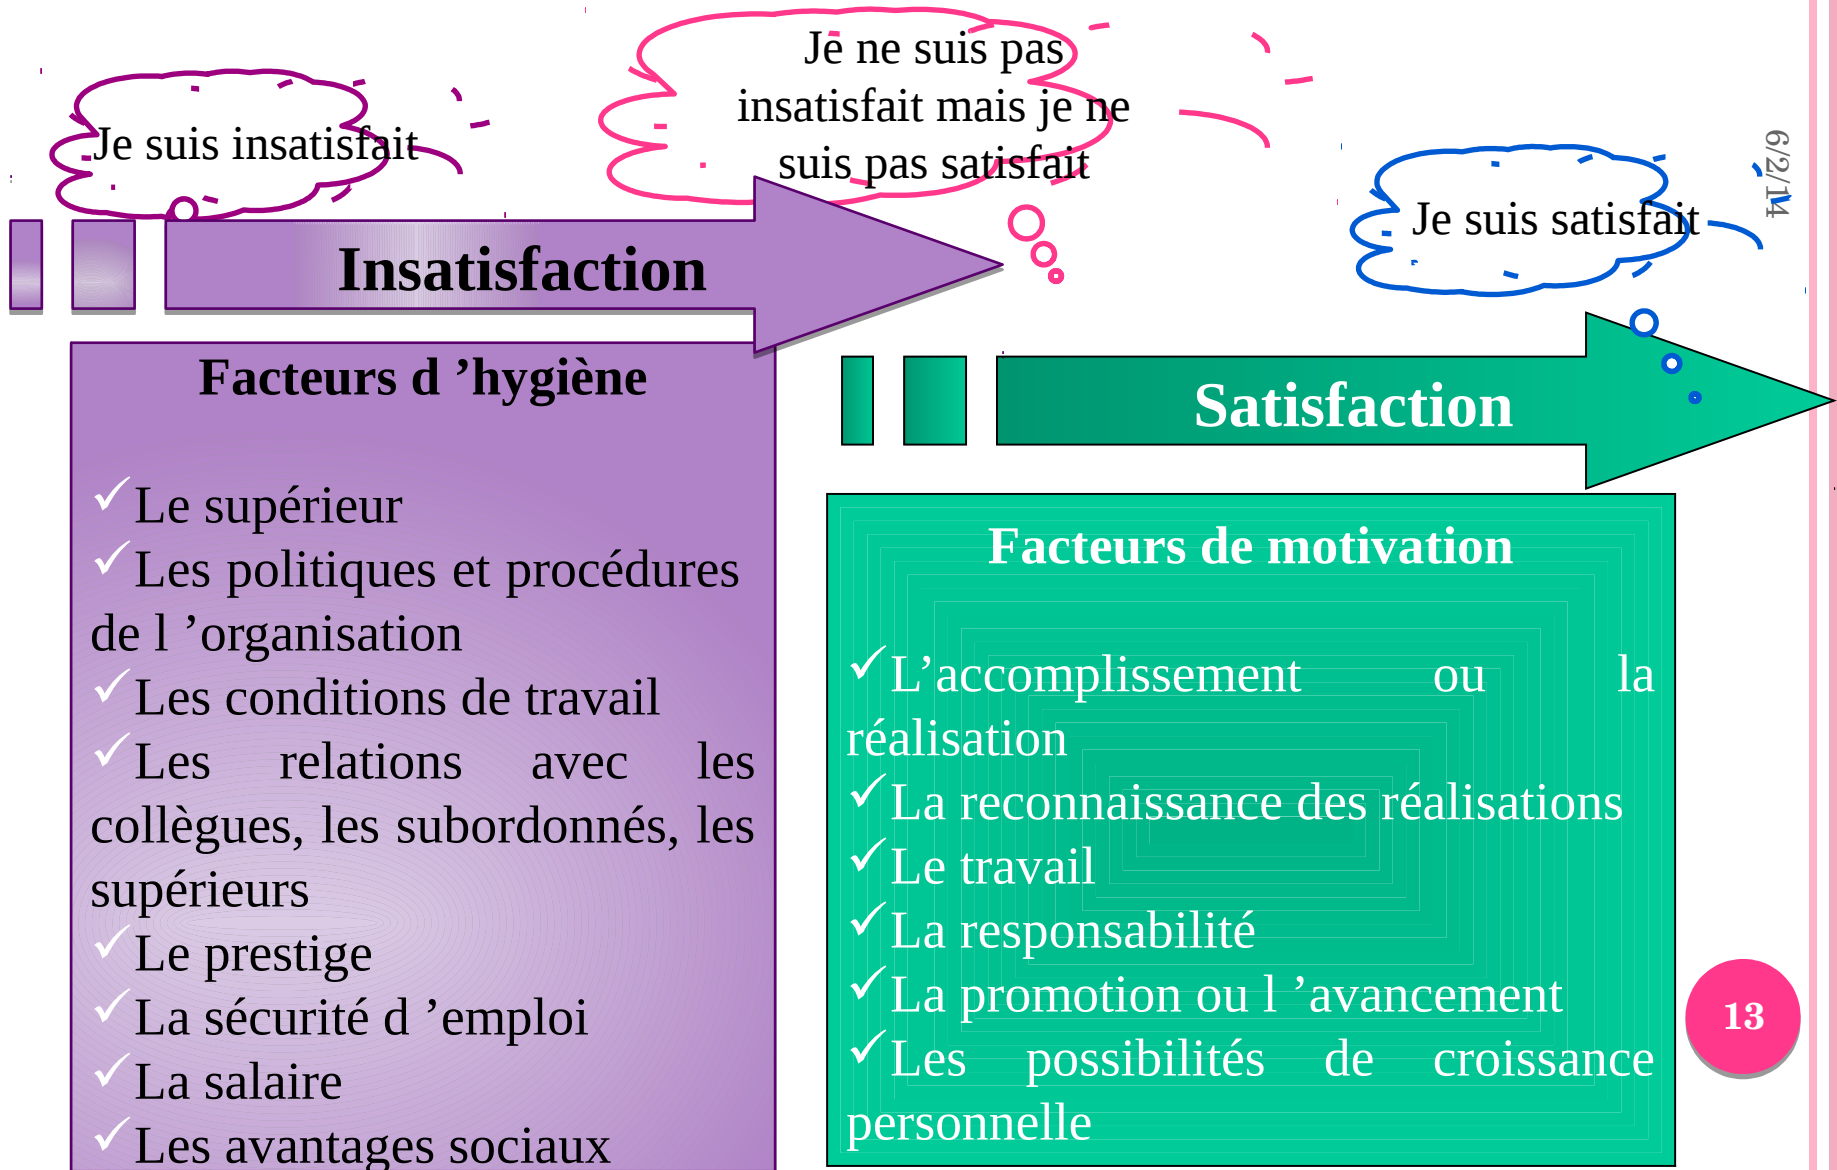 Je ne suis pas
insatisfait mais je ne
suis pas satisfait
Je suis insatisfait
Je suis satisfait
6/2/14
Insatisfaction
Satisfaction
Facteurs d ’hygiène
✓Le supérieur
✓Les politiques et procédures
de l ’organisation
✓Les conditions de travail
✓Les relations avec les
collègues, les subordonnés, les
supérieurs
✓Le prestige
✓La sécurité d ’emploi
✓La salaire
✓Les avantages sociaux
Facteurs de motivation
✓L’accomplissement ou la
réalisation
✓La reconnaissance des réalisations
✓Le travail
✓La responsabilité
✓La promotion ou l ’avancement
✓Les possibilités de croissance
personnelle
13